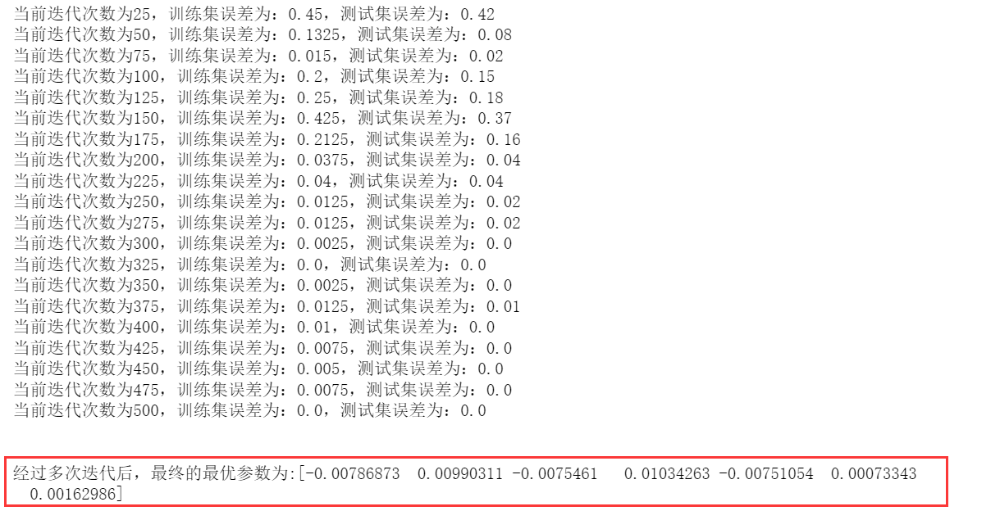 当前迭代次数为25，训练集误差为：0.45，测试集误差为：0.42
当前迭代次数为50，训练集误差为：0.1325，测试集误差为：0.08
当前迭代次数为75，训练集误差为：0.015，测试集误差为：0.02
当前迭代次数为100，训练集误差为：0.2，测试集误差为：0.15
当前迭代次数为125，训练集误差为：0.25，测试集误差为：0.18
当前迭代次数为150，训练集误差为：0.425，测试集误差为：0.37
当前迭代次数为175，训练集误差为：0.2125，测试集误差为：0.16
当前迭代次数为200，训练集误差为：0.0375，测试集误差为：0.04
当前迭代次数为225，训练集误差为：0.04，测试集误差为：0.04
当前迭代次数为250，训练集误差为：0.0125，测试集误差为：0.02
当前迭代次数为275，训练集误差为：0.0125，测试集误差为：0.02
当前迭代次数为300，训练集误差为：0.0025，测试集误差为：0.0
当前迭代次数为325，训练集误差为：0.0，测试集误差为：0.0
当前迭代次数为350，训练集误差为：0.0025，测试集误差为：0.0
当前迭代次数为375，训练集误差为：0.0125，测试集误差为：0.01
当前迭代次数为400，训练集误差为：0.01，测试集误差为：0.0
当前迭代次数为425，训练集误差为：0.0075，测试集误差为：0.0
当前迭代次数为450，训练集误差为：0.005，测试集误差为：0.0
当前迭代次数为475，训练集误差为：0.0075，测试集误差为：0.0
当前迭代次数为500，训练集误差为：0.0，测试集误差为：0.0
经过多次迭代后，最终的最优参数为:[-0.00786873  0.00990311 -0.0075461   0.01034263 -0.00751054  0.00073343
  0.00162986]